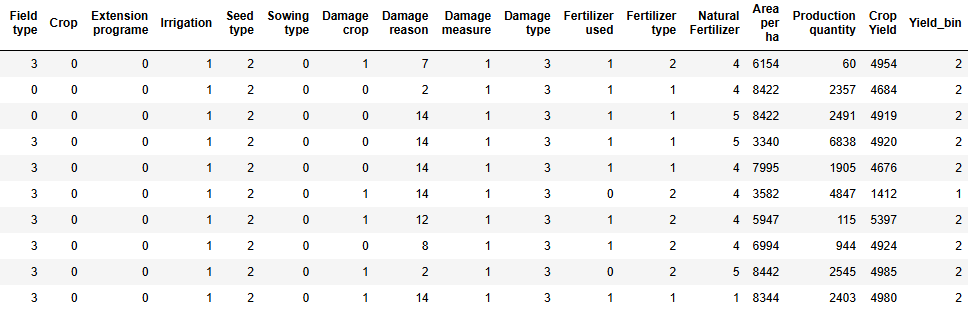 Field type Crop Extension programe Irrigation Seed type Sowing type Damage crop Damage reason Damage measure Damage type Fertilizer used Fertilizer type Natural Fertilizer Area per ha Production quantity Crop Yield Yield_bin
3 0 0 1 2 0 1 7 1 3 1 2 4 6154 60 4954 2
0 0 0 1 2 0 0 2 1 3 1 1 4 8422 2357 4684 2
0 0 0 1 2 0 0 14 1 3 1 1 5 8422 2491 4919 2
3 0 0 1 2 0 0 14 1 3 1 1 5 3340 6838 4920 2
3 0 0 1 2 0 0 14 1 3 1 1 4 7995 1905 4676 2
3 0 0 1 2 0 1 14 1 3 0 2 4 3582 4847 1412 1
3 0 0 1 2 0 1 12 1 3 1 2 4 5947 115 5397 2
3 0 0 1 2 0 0 8 1 3 1 2 4 6994 944 4924 2
3 0 0 1 2 0 1 2 1 3 0 2 5 8442 2545 4985 2
3 0 0 1 2 0 1 14 1 3 1 1 1 8344 2403 4980 2